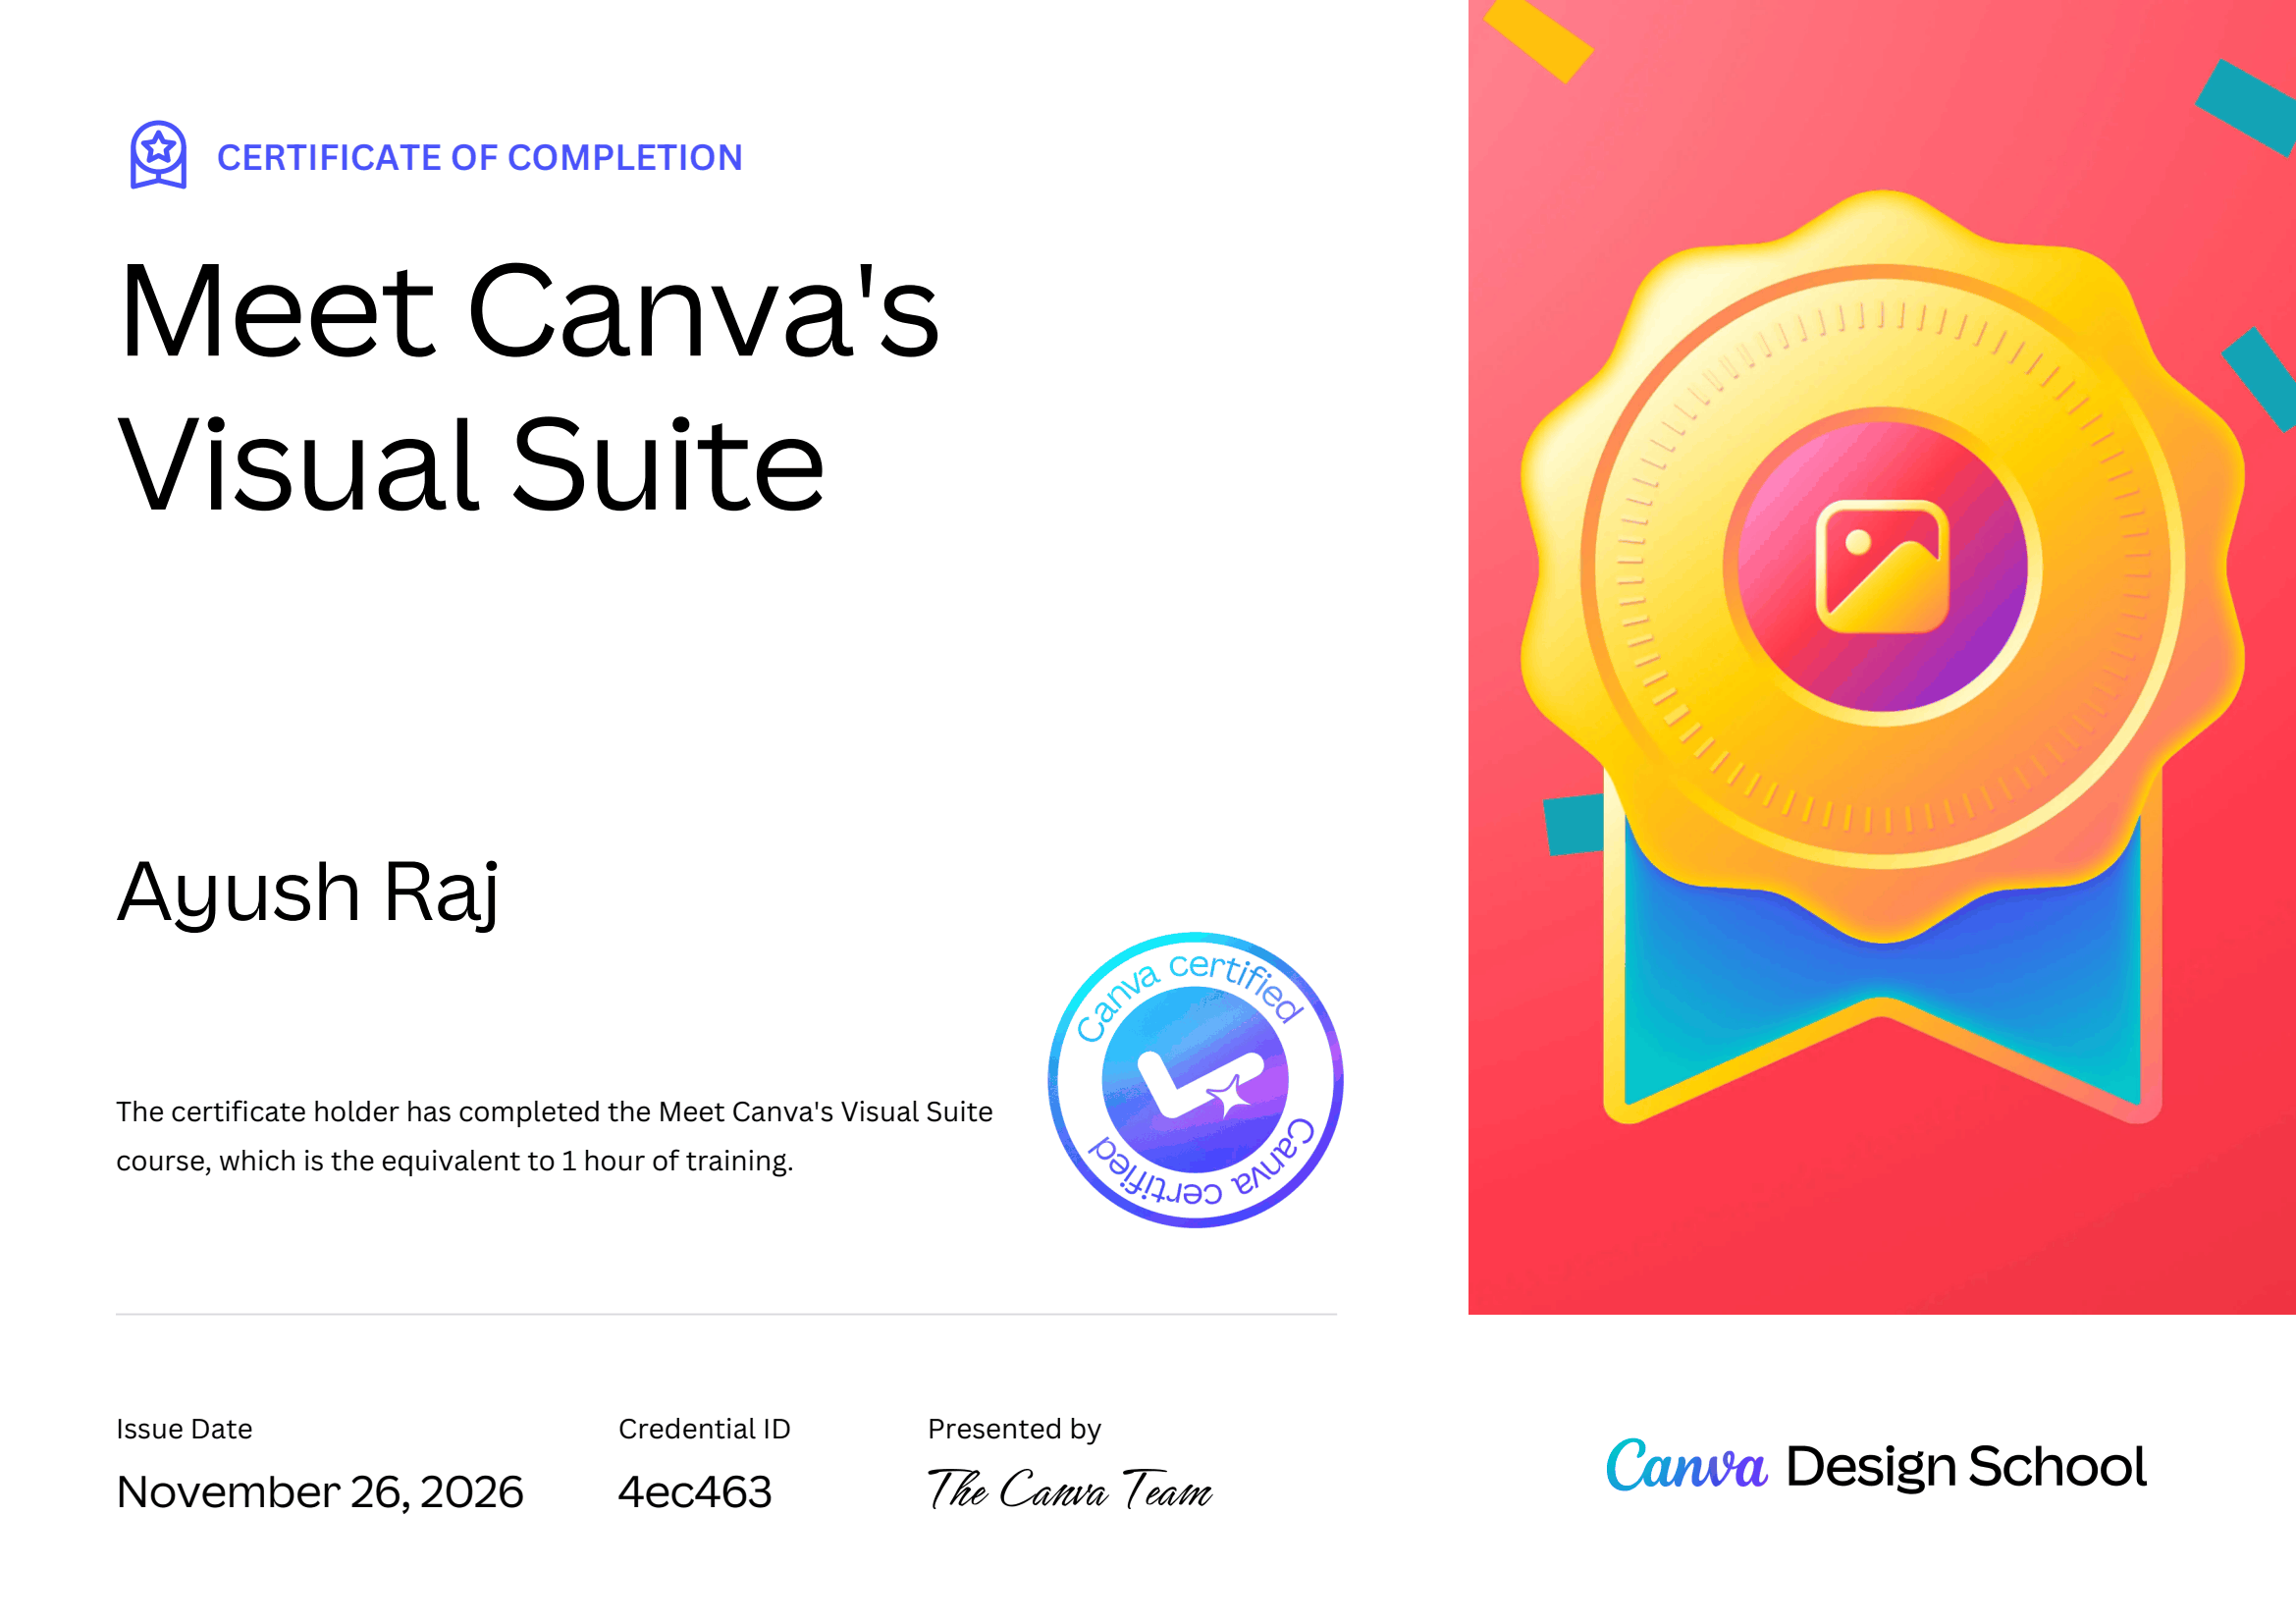 CERTIFICATE OF COMPLETION
Meet Canva's
Visual Suite
Ayush Raj
Canva certified
Canva certified
The certificate holder has completed the Meet Canva's Visual Suite
course, which is the equivalent to 1 hour of training.
Issue Date
November 26, 2026
Credential ID
4ec463
Presented by
The Canva Team
Canva Design School